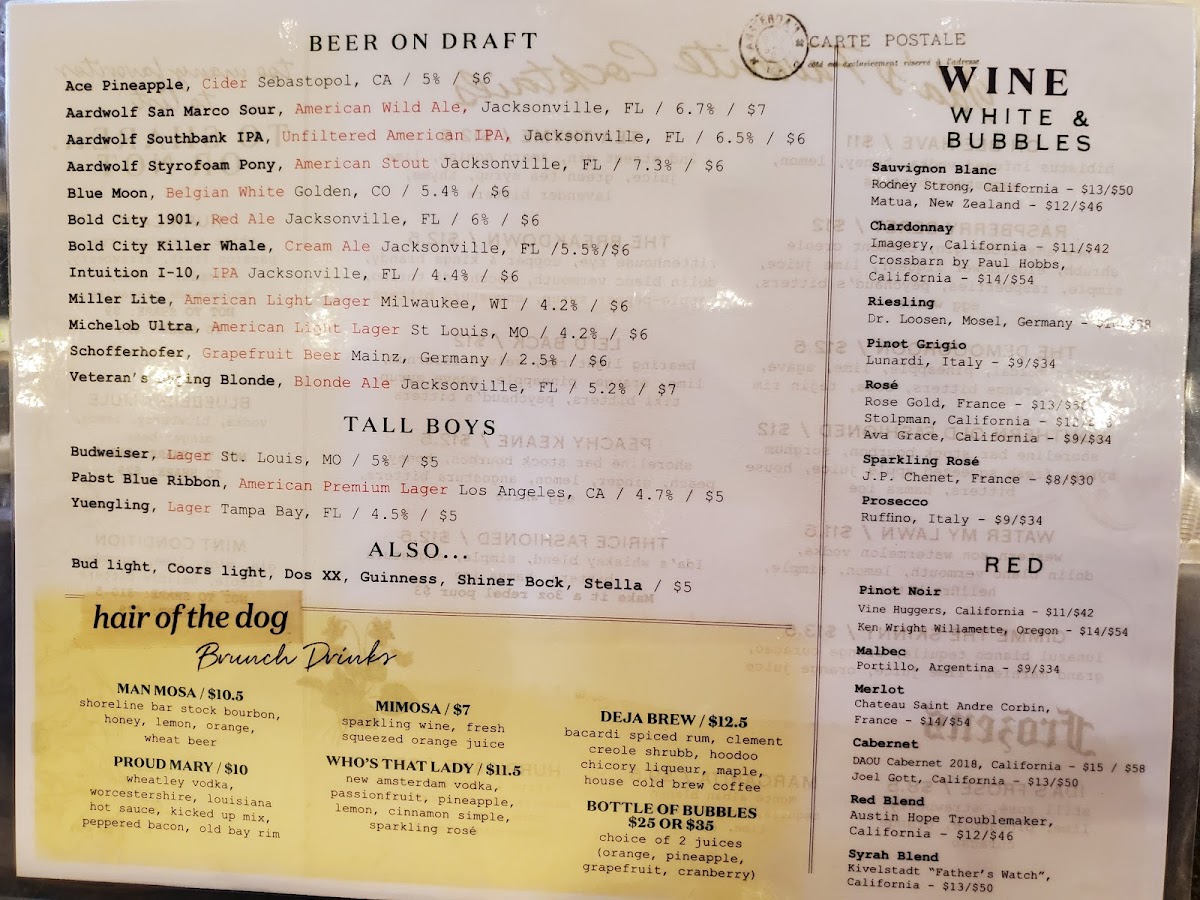 BEER ON DRAFT
Ace Pineapple, Cider Sebastopol, CA / 5% / $6
Aardwolf San Marco Sour, American Wild Ale, Jacksonville, FL / 6.7% / $7
Aardwolf Southbank IPA, Unfiltered American IPA, Jacksonville, FL / 6.5% / $6
Aardwolf Styrofoam Pony, American Stout Jacksonville, FL / 7.3% / $6
Blue Moon, Belgian White Golden, CO / 5.4% / $6
Bold City 1901, Red Ale Jacksonville, FL / 6% / $6
Bold City Killer Whale, Cream Ale Jacksonville, FL /5.5%/$6
Intuition I-10, IPA Jacksonville, FL / 4.4% / $6
Miller Lite, American Light Lager Milwaukee, WI / 4.2% / $6
Michelob Ultra, American Light Lager St Louis, MO / 4.2% / $6
Schofferhofer, Grapefruit Beer Mainz, Germany / 2.5% / $6
Veteran's Blonde, Blonde Ale Jacksonville, FL / 5.2% / $7
TALL BOYS
Budweiser, Lager St. Louis, MO / 5% / $5
Pabst Blue Ribbon, American Premium Lager Los Angeles, CA / 4.7% / $5
Yuengling, Lager Tampa Bay, FL / 4.5% / $5
ALSO...
Bud light, Coors light, Dos XX, Guinness, Shiner Bock, Stella / $5
hair of the dog
Brunch Drinks
MAN MOSA / $10.5
shoreline bar stock bourbon,
honey, lemon, orange,
wheat beer
PROUD MARY / $10
wheatley vodka,
worcestershire, louisiana
hot sauce, kicked up mix,
peppered bacon, old bay rim
MIMOSA / $7
sparkling wine, fresh
squeezed orange juice
WHO'S THAT LADY / $11.5
new amsterdam vodka,
passionfruit, pineapple,
lemon, cinnamon simple,
sparkling rosé
DEJA BREW / $12.5
bacardi spiced rum, clement
creole shrubb, hoodoo
chicory liqueur, maple,
house cold brew coffee
BOTTLE OF BUBBLES
$25 OR $35
choice of 2 juices
(orange, pineapple,
grapefruit, cranberry)
CARTE POSTALE
WINE
WHITE &
BUBBLES
Sauvignon Blanc
Rodney Strong, California - $13/$50
Matua, New Zealand - $12/$46
Chardonnay
Imagery, California - $11/$42
Crossbarn by Paul Hobbs,
California - $14/$54
Riesling
Dr. Loosen, Mosel, Germany -
Pinot Grigio
Lunardi, Italy - $9/$34
Rosé
Rose Gold, France -
Stolpman, California -
Ava Grace, California - $9/$34
Sparkling Rosé
J.P. Chenet, France - $8/$30
Prosecco
Ruffino, Italy - $9/$34
RED
Pinot Noir
Vine Huggers, California - $11/$42
Ken Wright Willamette, Oregon - $14/$54
Malbec
Portillo, Argentina - $9/$34
Merlot
Chateau Saint Andre Corbin,
France - $14/$54
Cabernet
DAOU Cabernet 2018, California - $15 / $58
Joel Gott, California - $13/$50
Red Blend
Austin Hope Troublemaker,
California - $12/$46
Syrah Blend
Kivelstadt "Father's Watch",
California - $13/$50